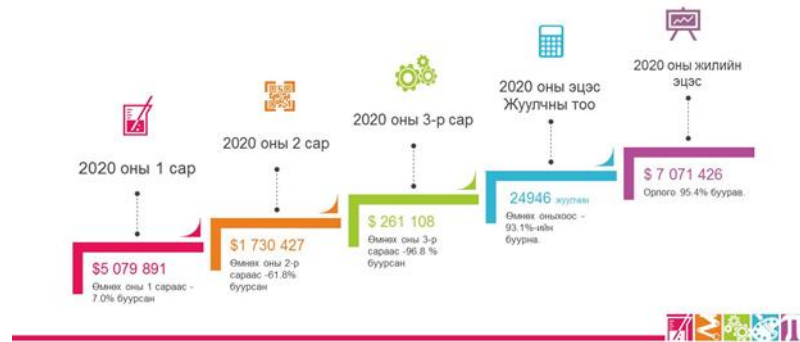 2020 оны 1 сар
$5 079 891
Өмнөх оны 1 сараас -
7.0% буурсан
2020 оны 2 сар
$1 730 427
Өмнөх оны 2-р
сараас -61.8%
буурсан
2020 оны 3-р сар
$ 261 108
Өмнөх оны 3-р
сараас -96.8 %
буурсан
2020 оны эцэс
Жуулчны тоо
24946 жуулчин
Өмнөх оныхоос -
93.1%-ийн
буурна.
2020 оны жилийн
эцэс
$ 7 071 426
Орлого 95.4% буурав.